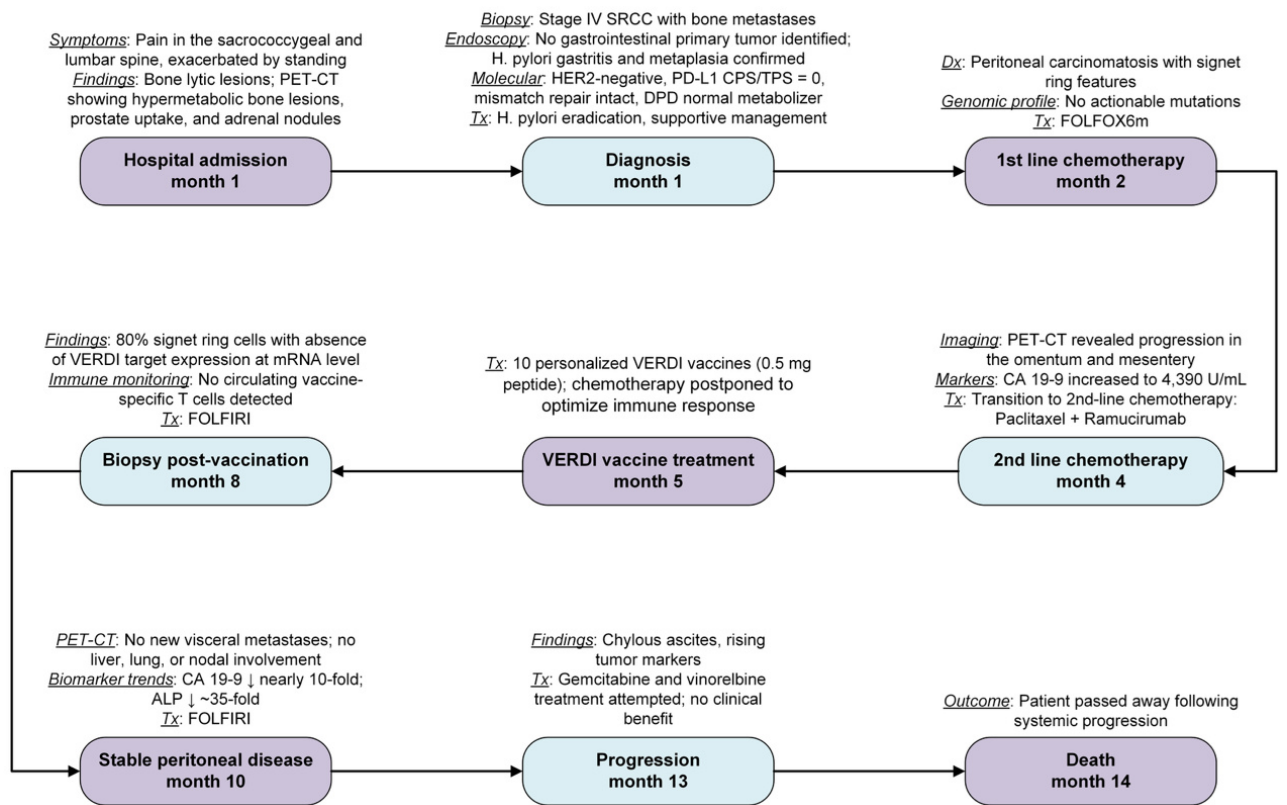 Symptoms: Pain in the sacrococcygeal and
lumbar spine, exacerbated by standing
Findings: Bone lytic lesions; PET-CT
showing hypermetabolic bone lesions,
prostate uptake, and adrenal nodules
Hospital admission
month 1
Biopsy: Stage IV SRCC with bone metastases
Endoscopy: No gastrointestinal primary tumor identified;
H. pylori gastritis and metaplasia confirmed
Molecular: HER2-negative, PD-L1 CPS/TPS = 0,
mismatch repair intact, DPD normal metabolizer
Tx: H. pylori eradication, supportive management
Diagnosis
month 1
Dx: Peritoneal carcinomatosis with signet
ring features
Genomic profile: No actionable mutations
Tx: FOLFOX6m
1st line chemotherapy
month 2
Findings: 80% signet ring cells with absence
of VERDI target expression at mRNA level
Immune monitoring: No circulating vaccine-
specific T cells detected
Tx: FOLFIRI
Biopsy post-vaccination
month 8
Tx: 10 personalized VERDI vaccines (0.5 mg
peptide); chemotherapy postponed to
optimize immune response
VERDI vaccine treatment
month 5
Imaging: PET-CT revealed progression in
the omentum and mesentery
Markers: CA 19-9 increased to 4,390 U/mL
Tx: Transition to 2nd-line chemotherapy:
Paclitaxel + Ramucirumab
2nd line chemotherapy
month 4
PET-CT: No new visceral metastases; no
liver, lung, or nodal involvement
Biomarker trends: CA 19-9 ↓ nearly 10-fold;
ALP ↓ ~35-fold
Tx: FOLFIRI
Stable peritoneal disease
month 10
Findings: Chylous ascites, rising
tumor markers
Tx: Gemcitabine and vinorelbine
treatment attempted; no clinical
benefit
Progression
month 13
Outcome: Patient passed away following
systemic progression
Death
month 14